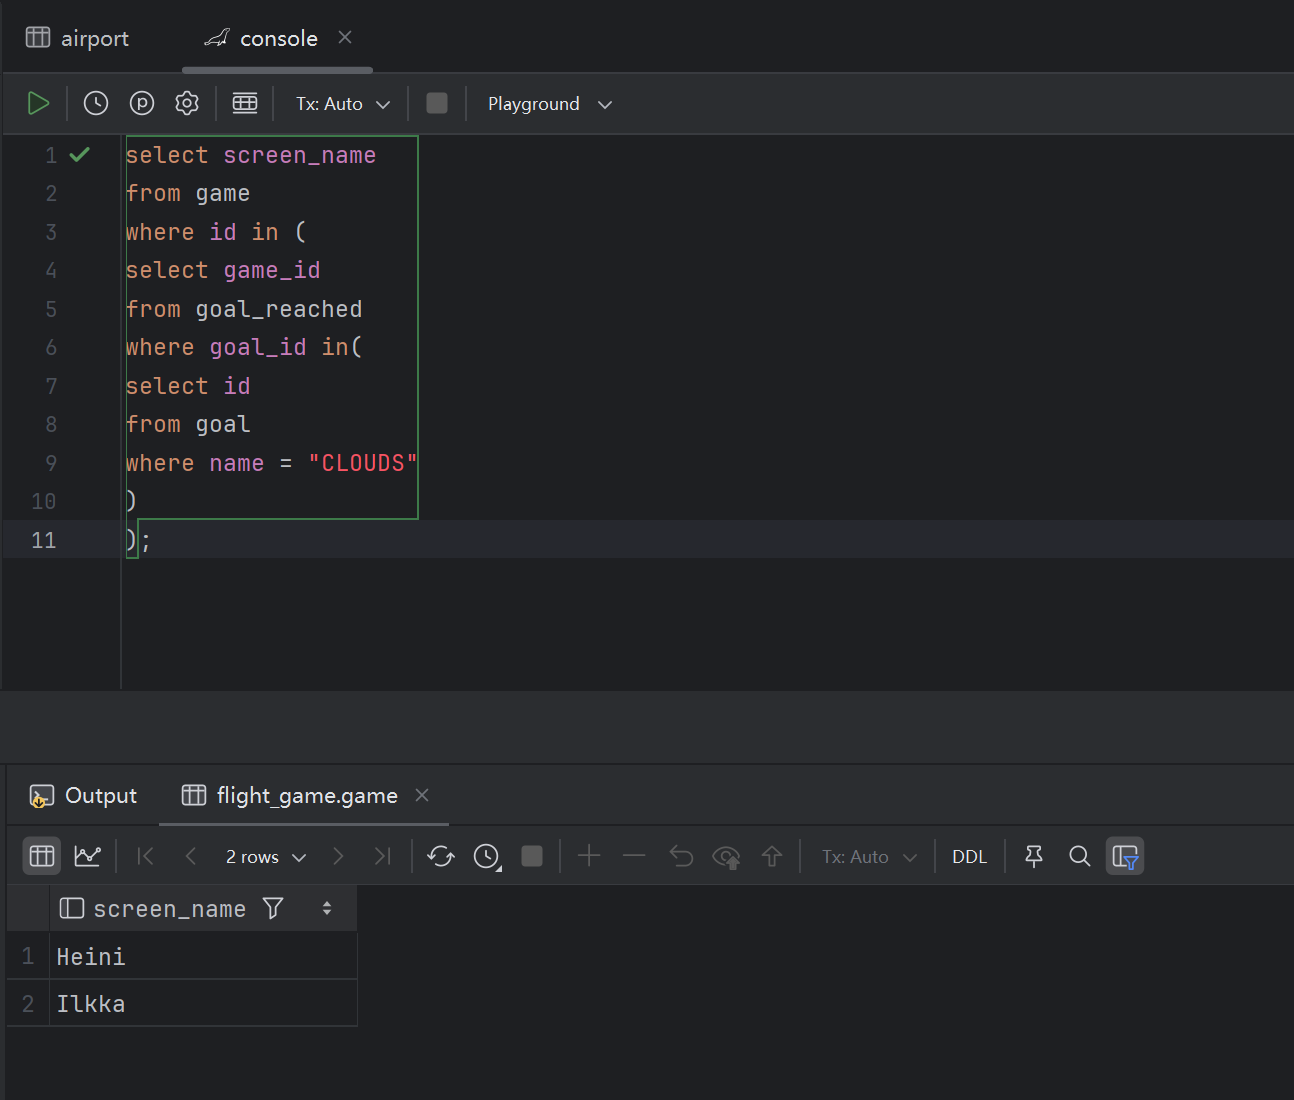 airport
console
Tx: Auto
Playground
1 select screen_name
2 from game
3 where id in (
4 select game_id
5 from goal_reached
6 where goal_id in(
7 select id
8 from goal
9 where name = "CLOUDS"
10 )
11 );
Output
flight_game.game
2 rows
Tx: Auto
DDL
screen_name
1 Heini
2 Ilkka